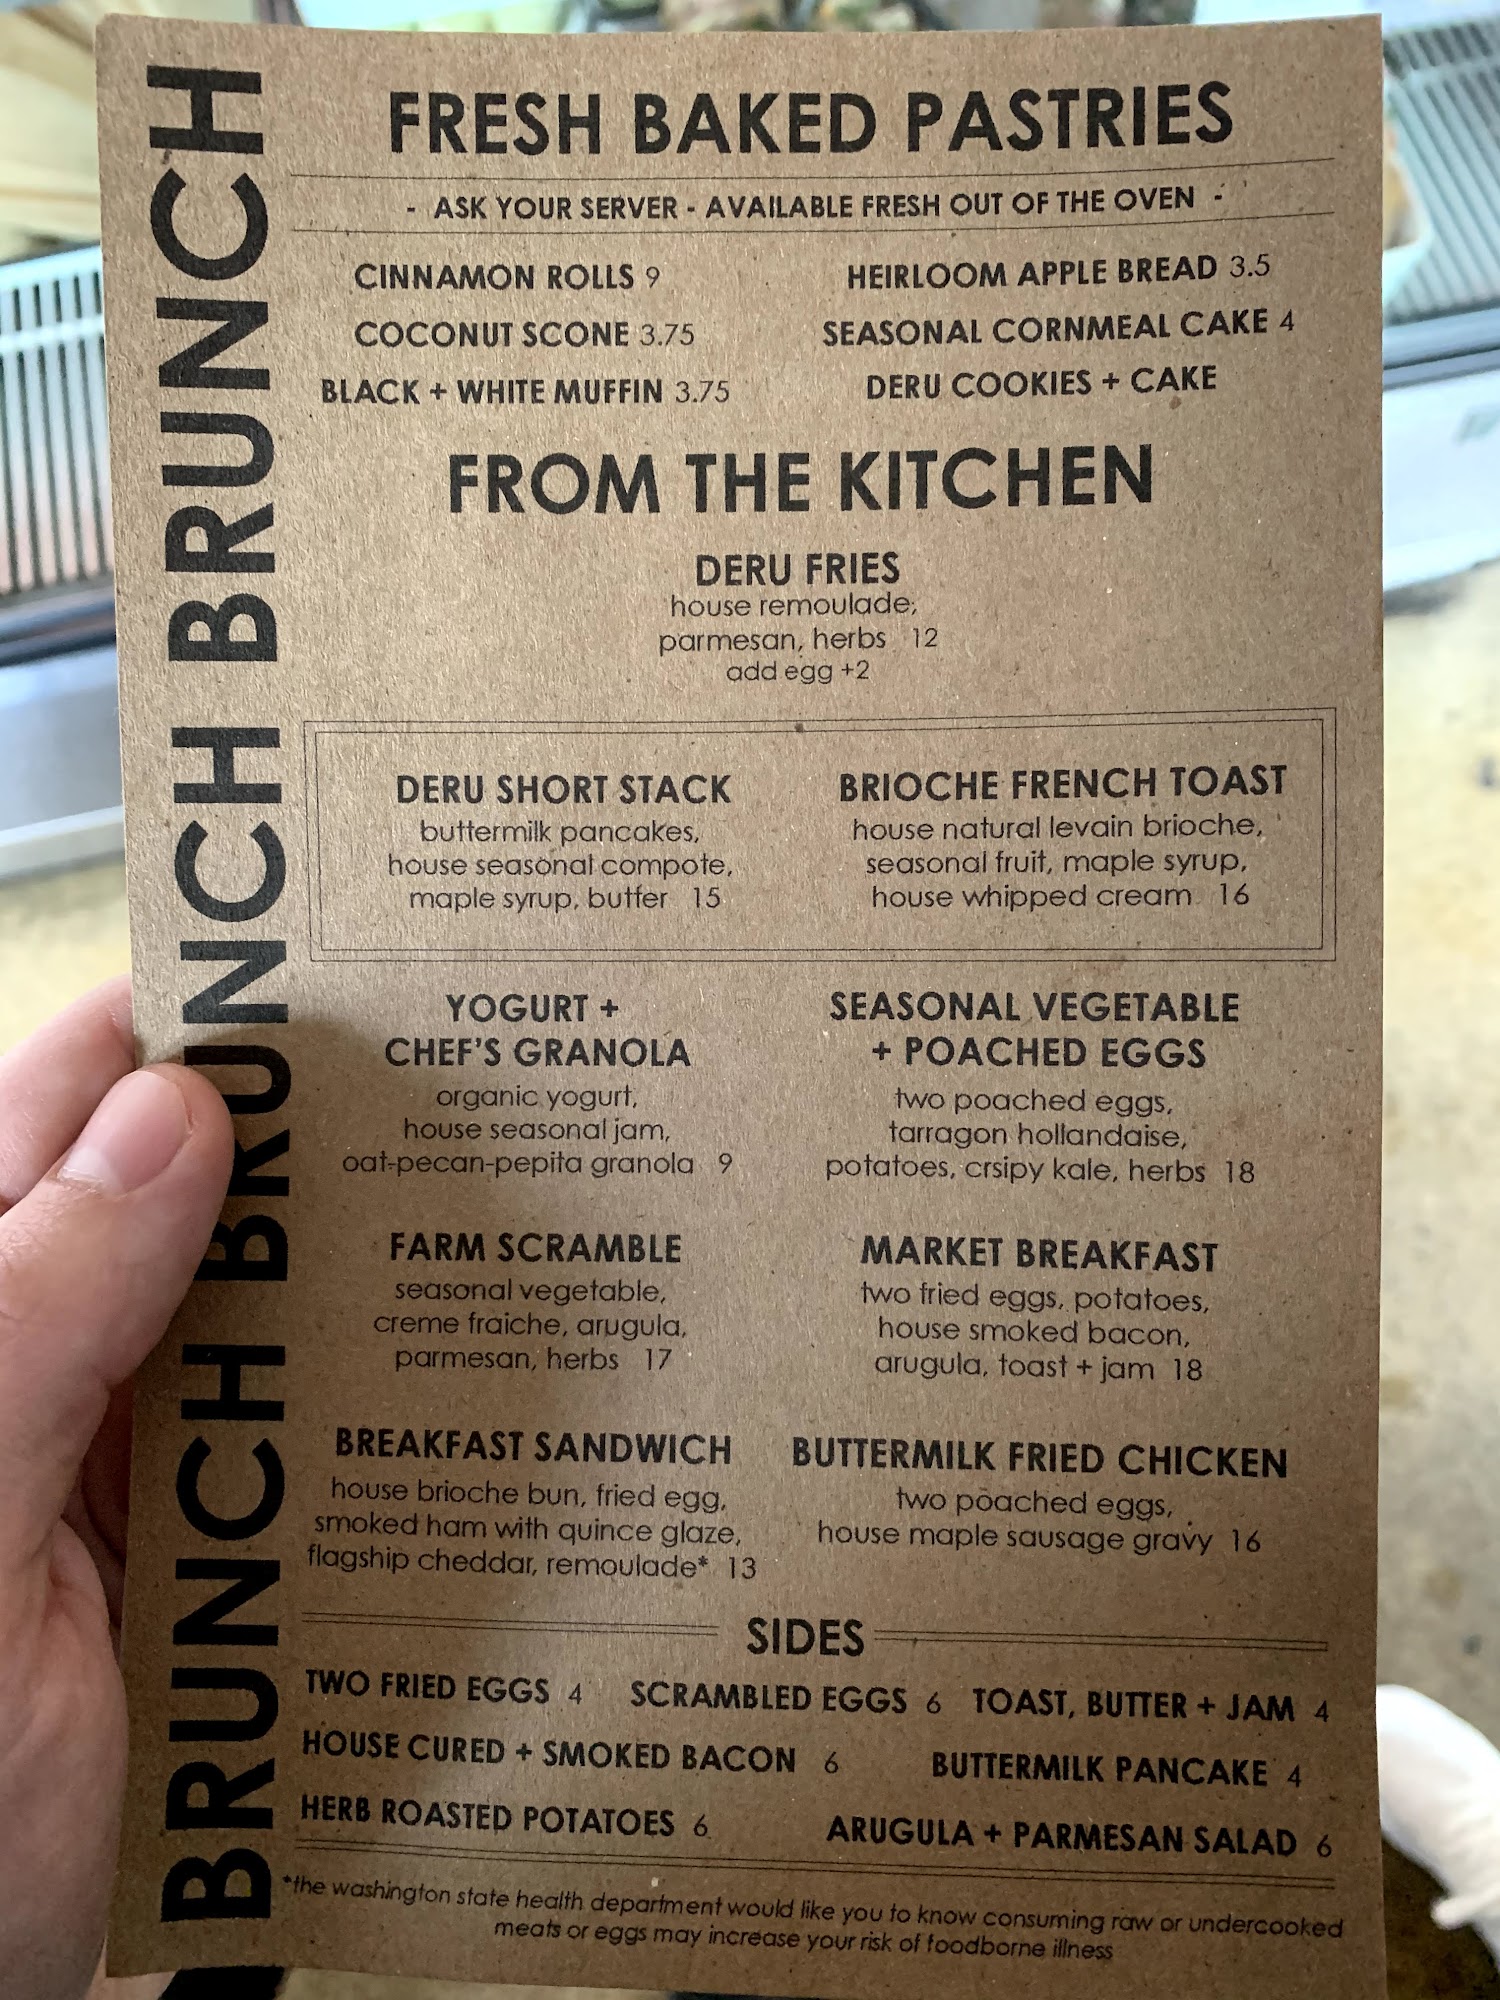 BRUNCH BRUNCH BRUNCH BRUNCH
FRESH BAKED PASTRIES
- ASK YOUR SERVER - AVAILABLE FRESH OUT OF THE OVEN -
CINNAMON ROLLS 9
COCONUT SCONE 3.75
BLACK + WHITE MUFFIN 3.75
HEIRLOOM APPLE BREAD 3.5
SEASONAL CORNMEAL CAKE 4
DERU COOKIES + CAKE
FROM THE KITCHEN
DERU FRIES
house remoulade,
parmesan, herbs 12
add egg +2
DERU SHORT STACK
buttermilk pancakes,
house seasonal compote,
maple syrup, butter 15
BRIOCHE FRENCH TOAST
house natural levain brioche,
seasonal fruit, maple syrup,
house whipped cream 16
YOGURT +
CHEF'S GRANOLA
organic yogurt,
house seasonal jam,
oat-pecan-pepita granola 9
SEASONAL VEGETABLE
+ POACHED EGGS
two poached eggs,
tarragon hollandaise,
potatoes, crsipy kale, herbs 18
FARM SCRAMBLE
seasonal vegetable,
creme fraiche, arugula,
parmesan, herbs 17
MARKET BREAKFAST
two fried eggs, potatoes,
house smoked bacon,
arugula, toast + jam 18
BREAKFAST SANDWICH
house brioche bun, fried egg,
smoked ham with quince glaze,
flagship cheddar, remoulade* 13
BUTTERMILK FRIED CHICKEN
two poached eggs,
house maple sausage gravy 16
SIDES
TWO FRIED EGGS 4 SCRAMBLED EGGS 6 TOAST, BUTTER + JAM 4
HOUSE CURED + SMOKED BACON 6 BUTTERMILK PANCAKE 4
HERB ROASTED POTATOES 6 ARUGULA + PARMESAN SALAD 6
*the washington state health department would like you to know consuming raw or undercooked
meats or eggs may increase your risk of foodborne illness